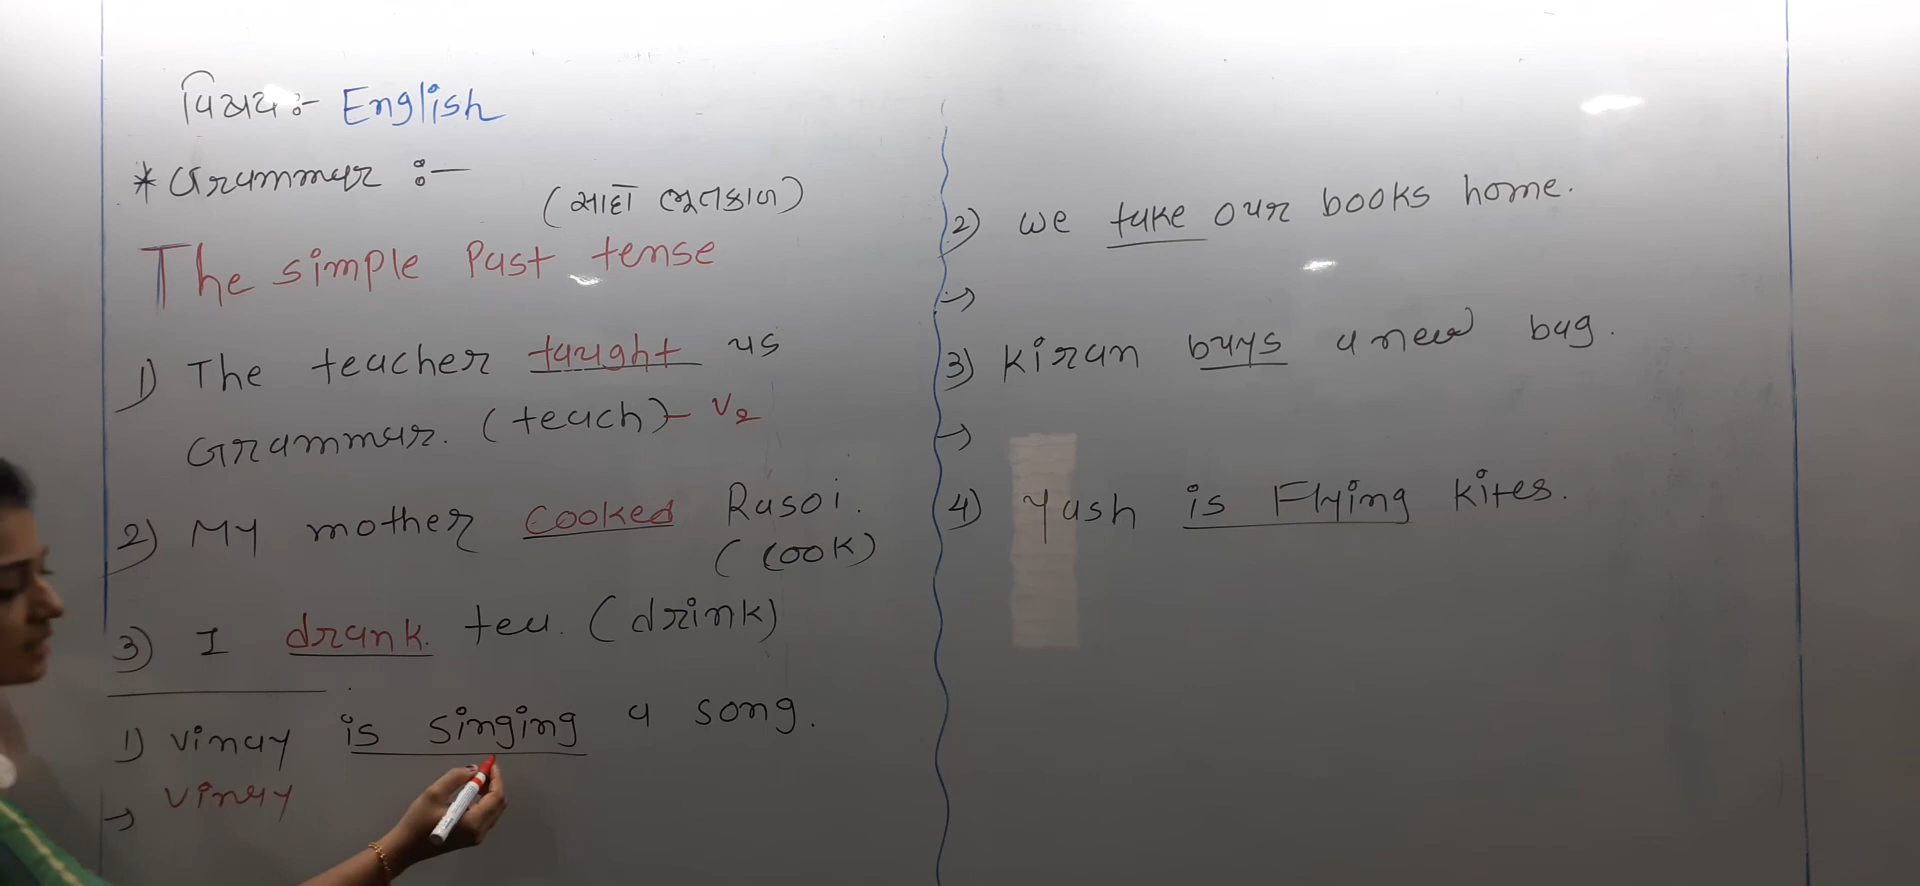 વિષય :- English
* Grammar :-
(સાદો ભૂતકાળ)
The simple Past tense
1) The teacher taught us
Grammar. (teach) - V2
2) My mother cooked Rasoi.
(cook)
3) I drank. tea. (drink)
1) Vinay is singing a song.
→ Vinay
2) We take our books home.
→
3) Kiran buys a new bag.
→
4) Yash is Flying kites.